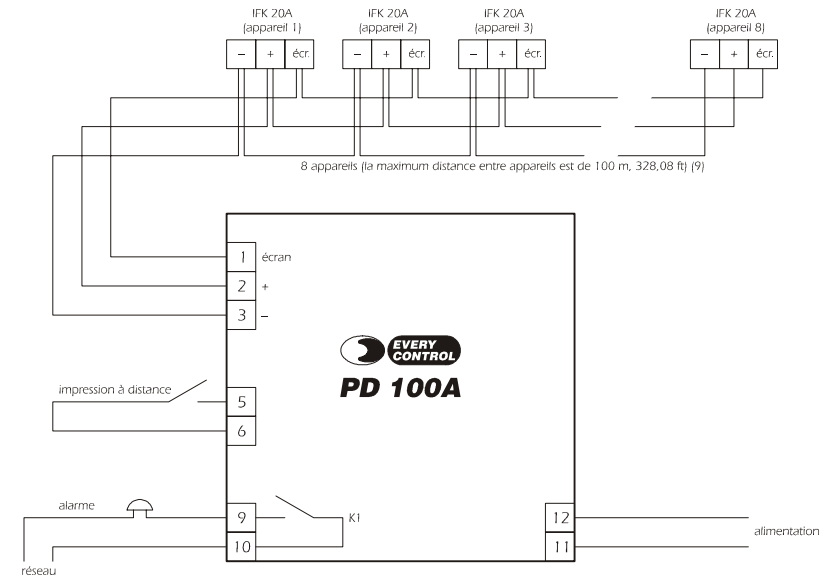 IFK 20A IFK 20A IFK 20A IFK 20A
(appareil 1) (appareil 2) (appareil 3) (appareil 8)
– + écr. – + écr. – + écr. – + écr.
8 appareils (la maximum distance entre appareils est de 100 m, 328,08 ft) (9)
1 écran
2 +
3 –
EVERY
CONTROL
PD 100A
impression à distance
5
6
alarme
9 K1 12
10 11
alimentation
réseau